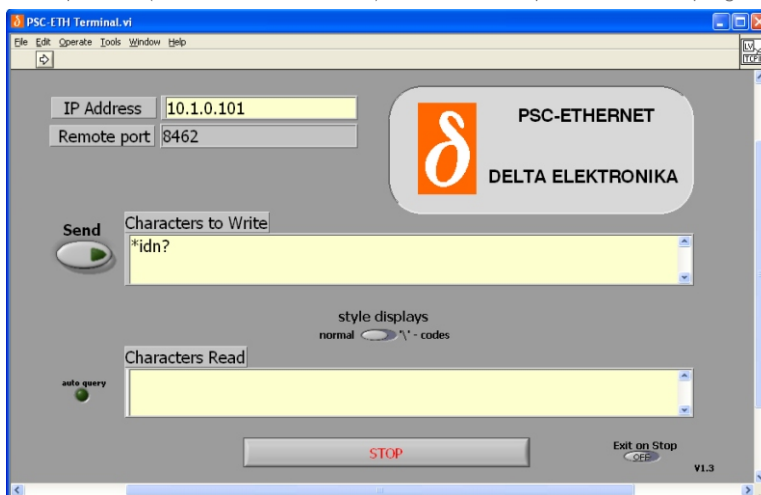 PSC-ETH Terminal.vi
File Edit Operate Tools Window Help
IP Address 10.1.0.101
Remote port 8462
δ
PSC-ETHERNET
DELTA ELEKTRONIKA
Send
Characters to Write
*idn?
style displays
normal '\' - codes
Characters Read
auto query
STOP
Exit on Stop
OFF
V1.3